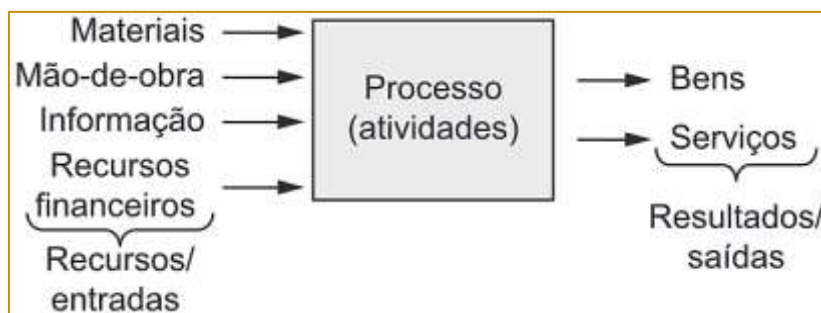 Materiais
Mão-de-obra
Informação
Recursos
financeiros
Recursos/
entradas
Processo
(atividades)
Bens
Serviços
Resultados/
saídas